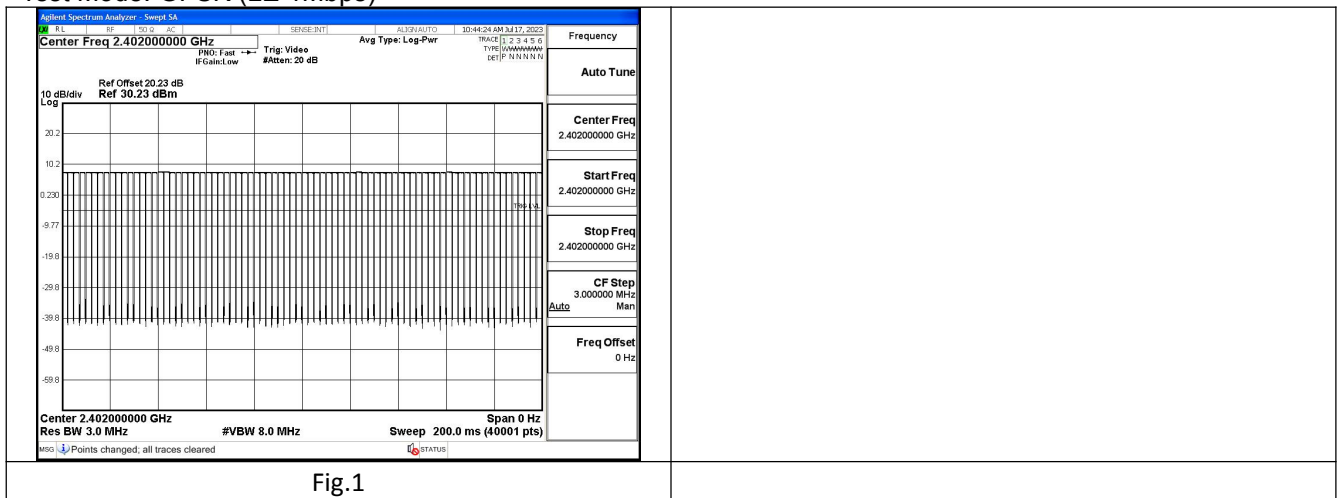 Test Mode: GFSK (LE 1Mbps)
Agilent Spectrum Analyzer - Swept SA
RL RF 50 Ω AC SENSE:INT ALIGN AUTO 10:44:24 AM Jul 17, 2023
Center Freq 2.402000000 GHz
PNO: Fast
IFGain:Low
Trig: Video
#Atten: 20 dB
Avg Type: Log-Pwr
TRACE 1 2 3 4 5 6
TYPE
DET P N N N N N
Ref Offset 20.23 dB
10 dB/div Ref 30.23 dBm
Log
20.2
10.2
0.230
TRIG LVL
-9.77
-19.8
-29.8
-39.8
-49.8
-59.8
Center 2.402000000 GHz Span 0 Hz
Res BW 3.0 MHz #VBW 8.0 MHz Sweep 200.0 ms (40001 pts)
MSG Points changed; all traces cleared STATUS
Frequency
Auto Tune
Center Freq
2.402000000 GHz
Start Freq
2.402000000 GHz
Stop Freq
2.402000000 GHz
CF Step
3.000000 MHz
Auto Man
Freq Offset
0 Hz
Fig.1